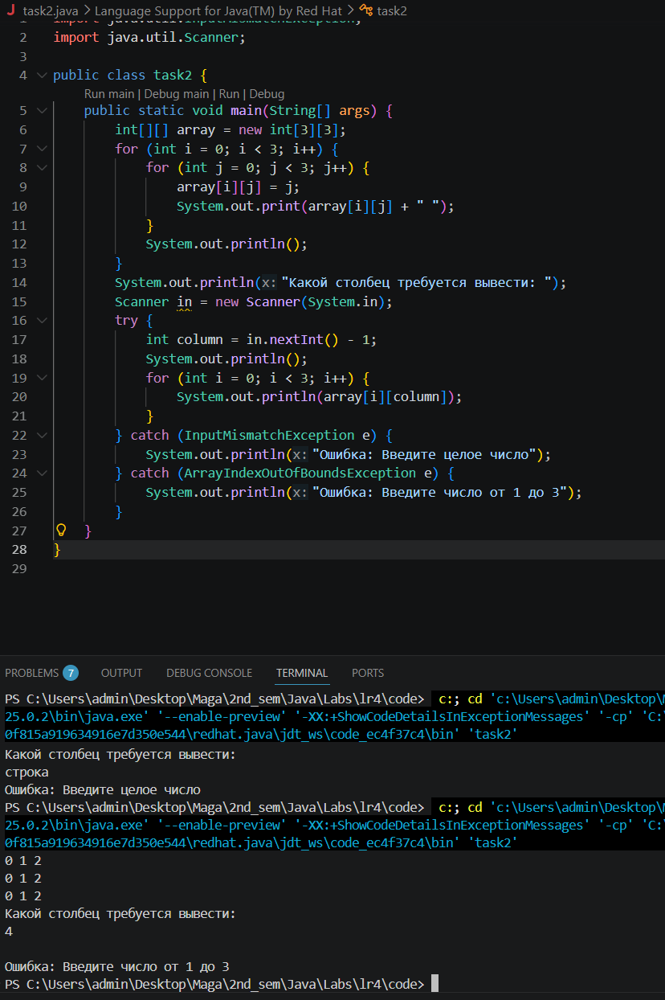 task2.java > Language Support for Java(TM) by Red Hat > task2
1 import java.util.InputMismatchException;
2 import java.util.Scanner;
3
4 public class task2 {
Run main | Debug main | Run | Debug
5 public static void main(String[] args) {
6 int[][] array = new int[3][3];
7 for (int i = 0; i < 3; i++) {
8 for (int j = 0; j < 3; j++) {
9 array[i][j] = j;
10 System.out.print(array[i][j] + " ");
11 }
12 System.out.println();
13 }
14 System.out.println(x: "Какой столбец требуется вывести: ");
15 Scanner in = new Scanner(System.in);
16 try {
17 int column = in.nextInt() - 1;
18 System.out.println();
19 for (int i = 0; i < 3; i++) {
20 System.out.println(array[i][column]);
21 }
22 } catch (InputMismatchException e) {
23 System.out.println(x: "Ошибка: Введите целое число");
24 } catch (ArrayIndexOutOfBoundsException e) {
25 System.out.println(x: "Ошибка: Введите число от 1 до 3");
26 }
27 }
28 }
29
PROBLEMS 7 OUTPUT DEBUG CONSOLE TERMINAL PORTS
PS C:\Users\admin\Desktop\Maga\2nd_sem\Java\Labs\lr4\code> c:; cd 'c:\Users\admin\Desktop\
25.0.2\bin\java.exe' '--enable-preview' '-XX:+ShowCodeDetailsInExceptionMessages' '-cp' 'C:\
0f815a919634916e7d350e544\redhat.java\jdt_ws\code_ec4f37c4\bin' 'task2'
Какой столбец требуется вывести:
строка
Ошибка: Введите целое число
PS C:\Users\admin\Desktop\Maga\2nd_sem\Java\Labs\lr4\code> c:; cd 'c:\Users\admin\Desktop\
25.0.2\bin\java.exe' '--enable-preview' '-XX:+ShowCodeDetailsInExceptionMessages' '-cp' 'C:\
0f815a919634916e7d350e544\redhat.java\jdt_ws\code_ec4f37c4\bin' 'task2'
0 1 2
0 1 2
0 1 2
Какой столбец требуется вывести:
4
Ошибка: Введите число от 1 до 3
PS C:\Users\admin\Desktop\Maga\2nd_sem\Java\Labs\lr4\code>